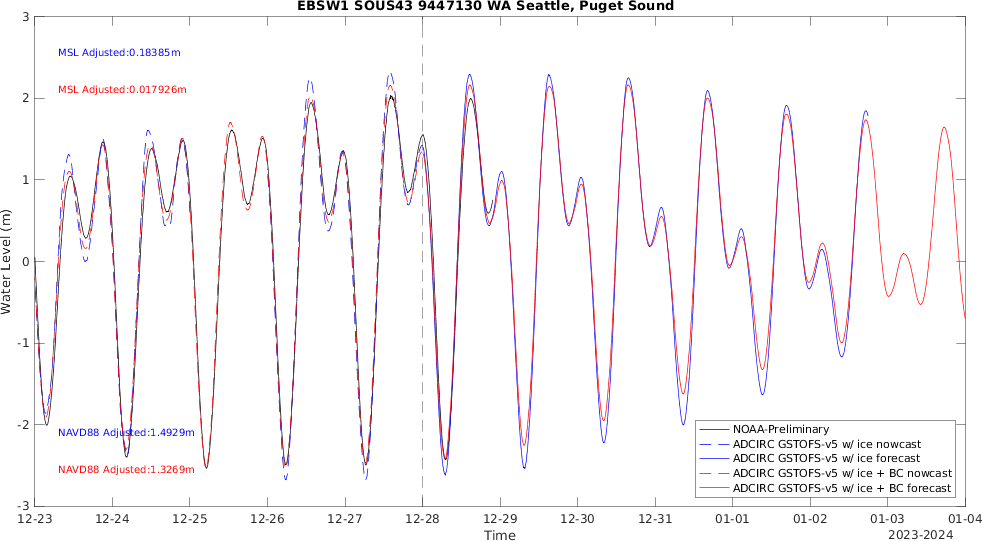 EBSW1 SOUS43 9447130 WA Seattle, Puget Sound
3
2
1
0
-1
-2
-3
Water Level (m)
MSL Adjusted:0.18385m
MSL Adjusted:0.017926m
NAVD88 Adjusted:1.4929m
NAVD88 Adjusted:1.3269m
NOAA-Preliminary
ADCIRC GSTOFS-v5 w/ ice nowcast
ADCIRC GSTOFS-v5 w/ ice forecast
ADCIRC GSTOFS-v5 w/ ice + BC nowcast
ADCIRC GSTOFS-v5 w/ ice + BC forecast
12-23 12-24 12-25 12-26 12-27 12-28 12-29 12-30 12-31 01-01 01-02 01-03 01-04
Time
2023-2024